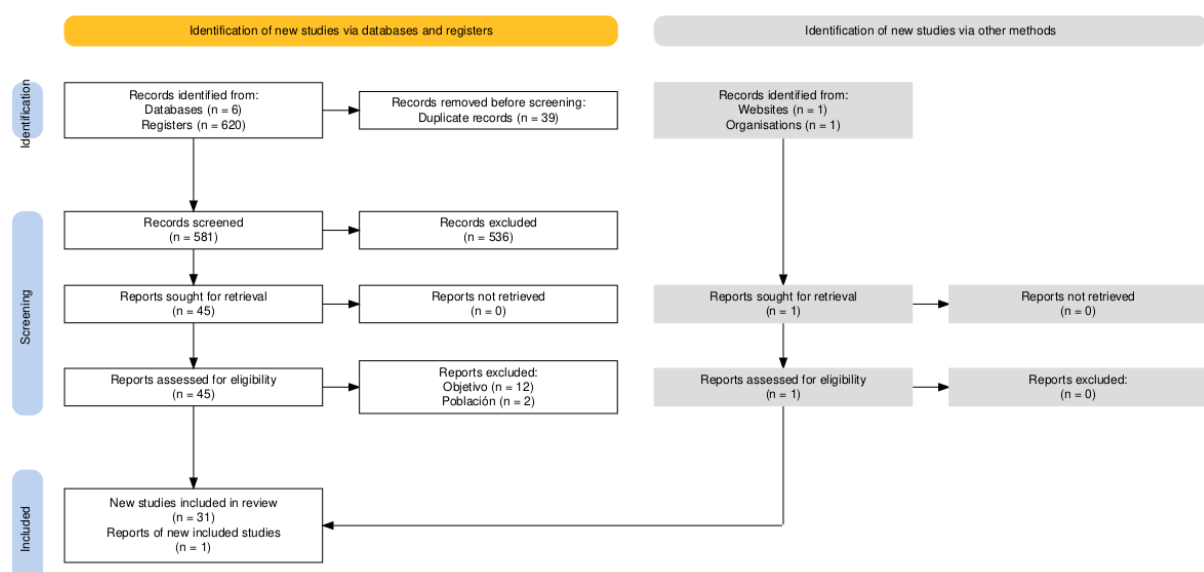 Identification of new studies via databases and registers
Identification of new studies via other methods
Identification
Records identified from:
Databases (n = 6)
Registers (n = 620)
Records removed before screening:
Duplicate records (n = 39)
Records identified from:
Websites (n = 1)
Organisations (n = 1)
Screening
Records screened
(n = 581)
Records excluded
(n = 536)
Reports sought for retrieval
(n = 45)
Reports not retrieved
(n = 0)
Reports sought for retrieval
(n = 1)
Reports not retrieved
(n = 0)
Reports assessed for eligibility
(n = 45)
Reports excluded:
Objetivo (n = 12)
Población (n = 2)
Reports assessed for eligibility
(n = 1)
Reports excluded:
(n = 0)
Included
New studies included in review
(n = 31)
Reports of new included studies
(n = 1)